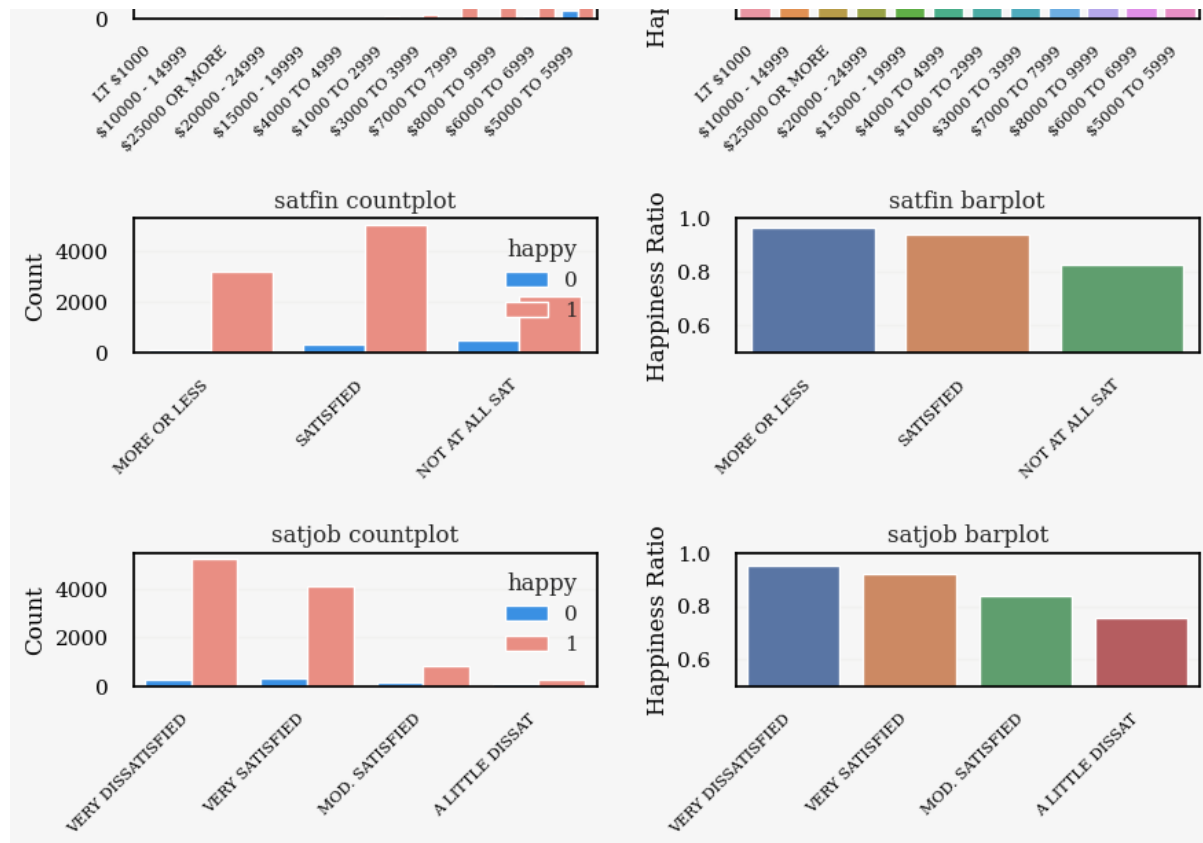 0
Hap
LT $1000
$10000 - 14999
$25000 OR MORE
$20000 - 24999
$15000 - 19999
$4000 TO 4999
$1000 TO 2999
$3000 TO 3999
$7000 TO 7999
$8000 TO 9999
$6000 TO 6999
$5000 TO 5999
LT $1000
$10000 - 14999
$25000 OR MORE
$20000 - 24999
$15000 - 19999
$4000 TO 4999
$1000 TO 2999
$3000 TO 3999
$7000 TO 7999
$8000 TO 9999
$6000 TO 6999
$5000 TO 5999
satfin countplot
Count
4000
2000
0
happy
0
1
MORE OR LESS
SATISFIED
NOT AT ALL SAT
satfin barplot
Happiness Ratio
1.0
0.8
0.6
MORE OR LESS
SATISFIED
NOT AT ALL SAT
satjob countplot
Count
4000
2000
0
happy
0
1
VERY DISSATISFIED
VERY SATISFIED
MOD. SATISFIED
A LITTLE DISSAT
satjob barplot
Happiness Ratio
1.0
0.8
0.6
VERY DISSATISFIED
VERY SATISFIED
MOD. SATISFIED
A LITTLE DISSAT